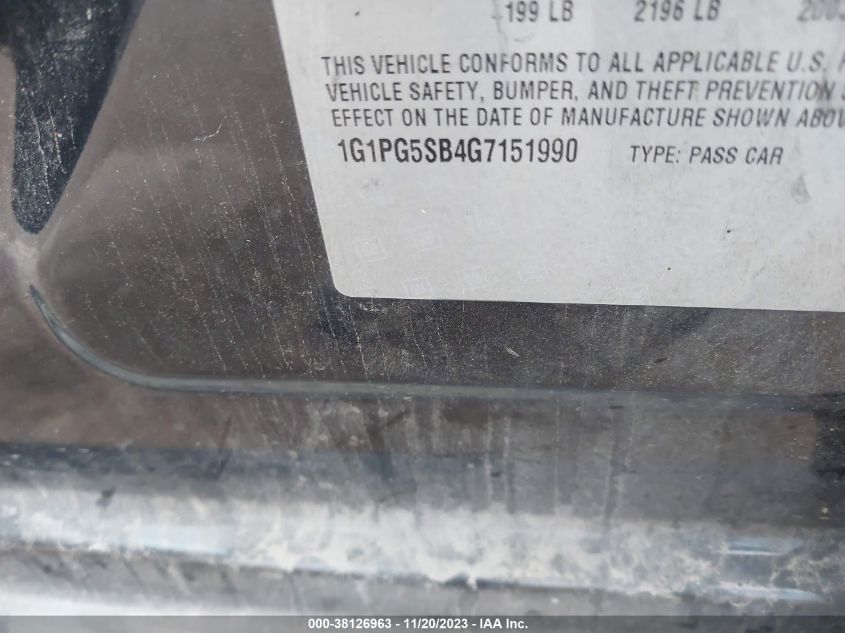 199 LB 2196 LB
THIS VEHICLE CONFORMS TO ALL APPLICABLE U.S.
VEHICLE SAFETY, BUMPER, AND THEFT PREVENTION
EFFECT ON THE DATE OF MANUFACTURE SHOWN ABOV
1G1PG5SB4G7151990 TYPE: PASS CAR
000-38126963 - 11/20/2023 - IAA Inc.